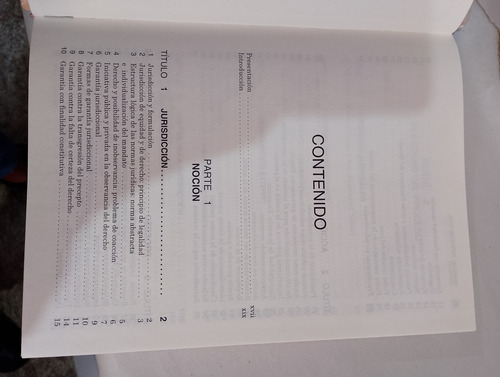 CONTENIDO
Presentación xvii
Introducción xix
PARTE 1
NOCIÓN
TÍTULO 1 JURISDICCIÓN 2
1 Jurisdicción y formulación 2
2 Jurisdicción de equidad y de derecho: principio de legalidad 3
3 Estructura lógica de las normas jurídicas: norma abstracta
e individualización del mandato 5
4 Derecho y posibilidad de inobservancia: problema de coacción 6
5 Iniciativa pública y privada en la observancia del derecho 7
6 Garantía jurisdiccional 9
7 Formas de garantía jurisdiccional 10
8 Garantía contra la transgresión del precepto 11
9 Garantía contra la falta de certeza del derecho 14
10 Garantía con finalidad constitutiva 15